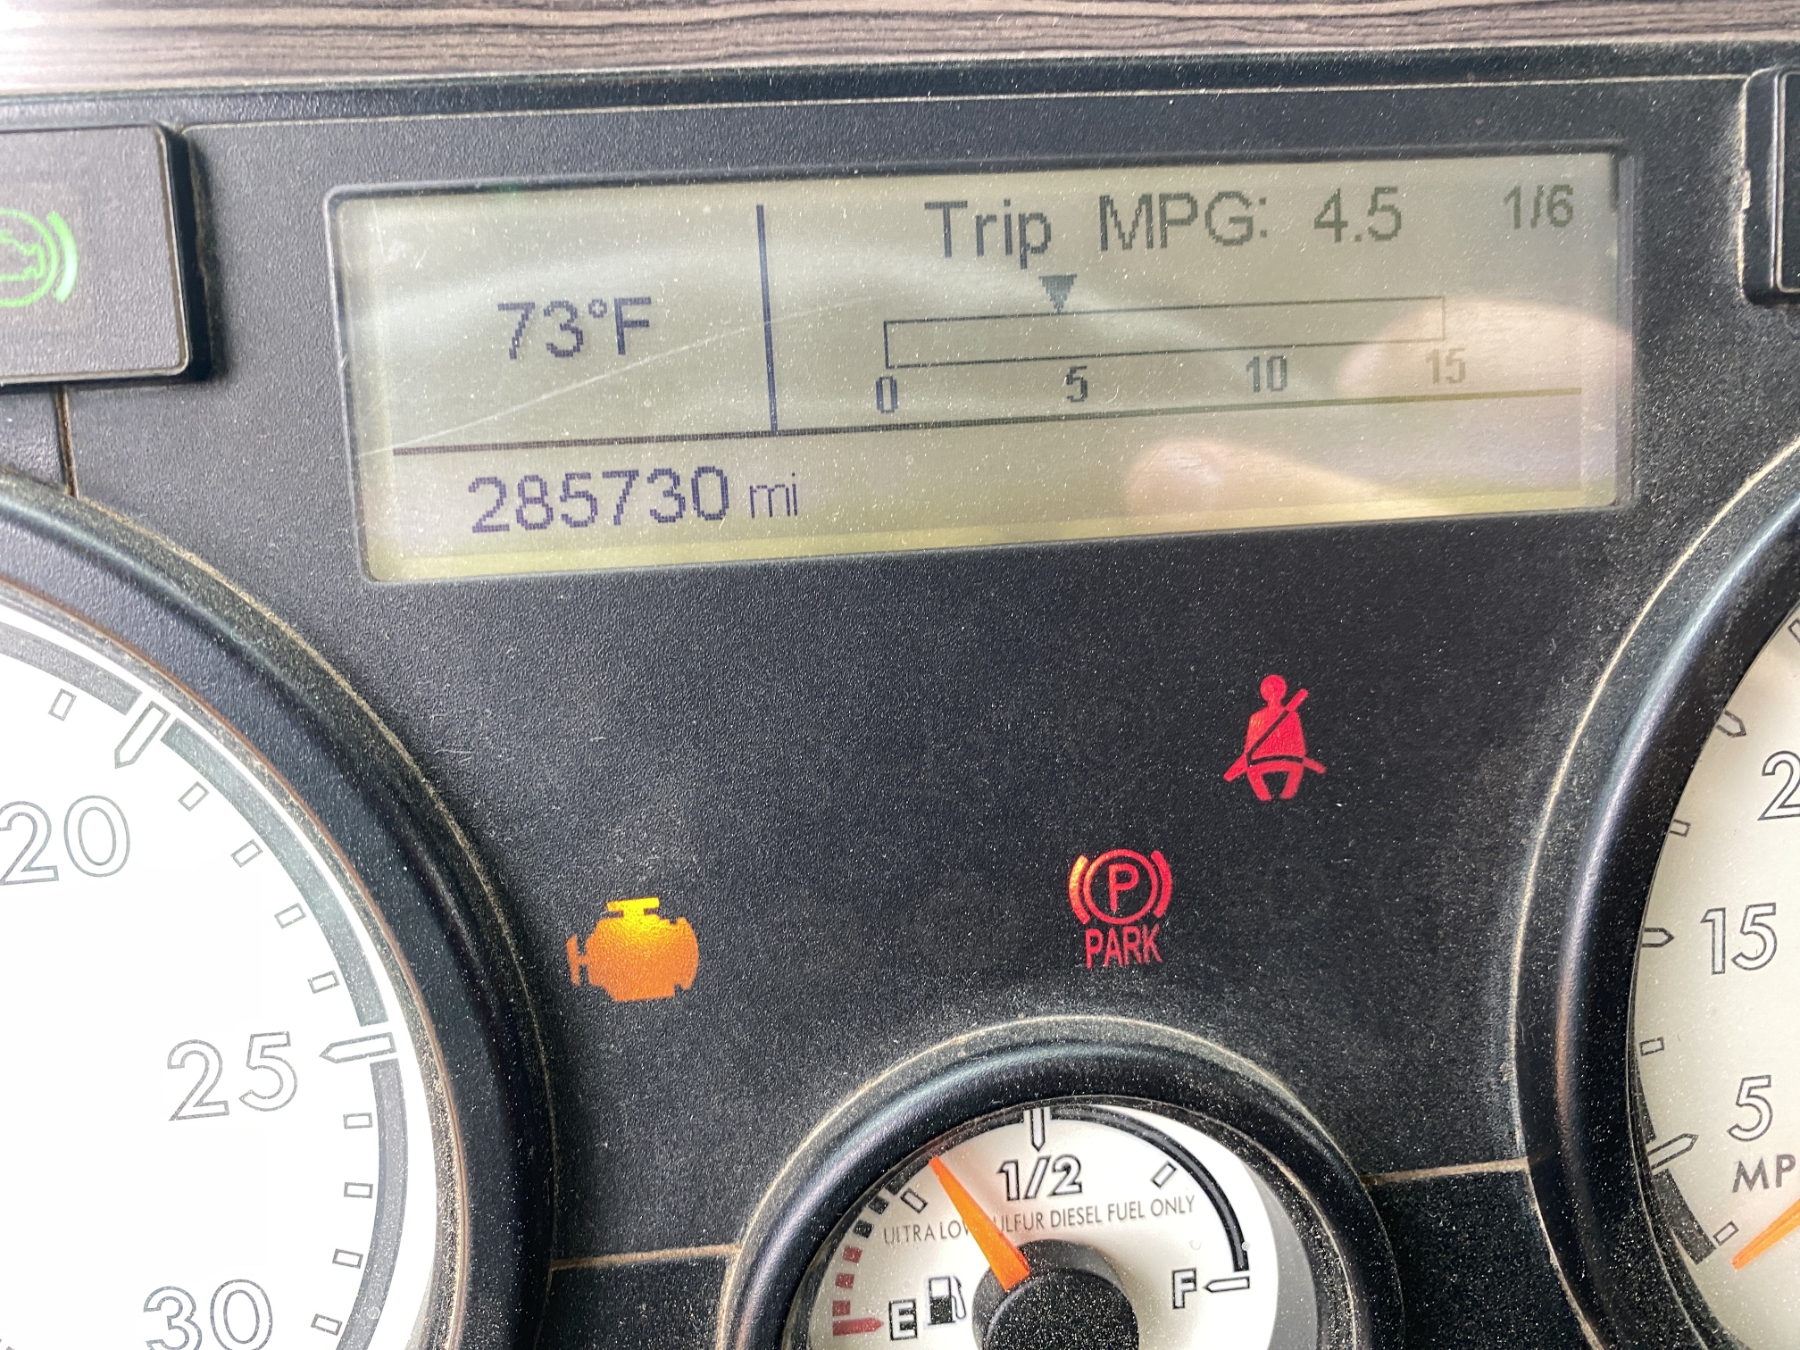 Trip MPG: 4.5 1/6
73°F
0 5 10 15
285730 mi
20
25
30
P
PARK
1/2
ULTRA LOW SULFUR DIESEL FUEL ONLY
E
F
15
5